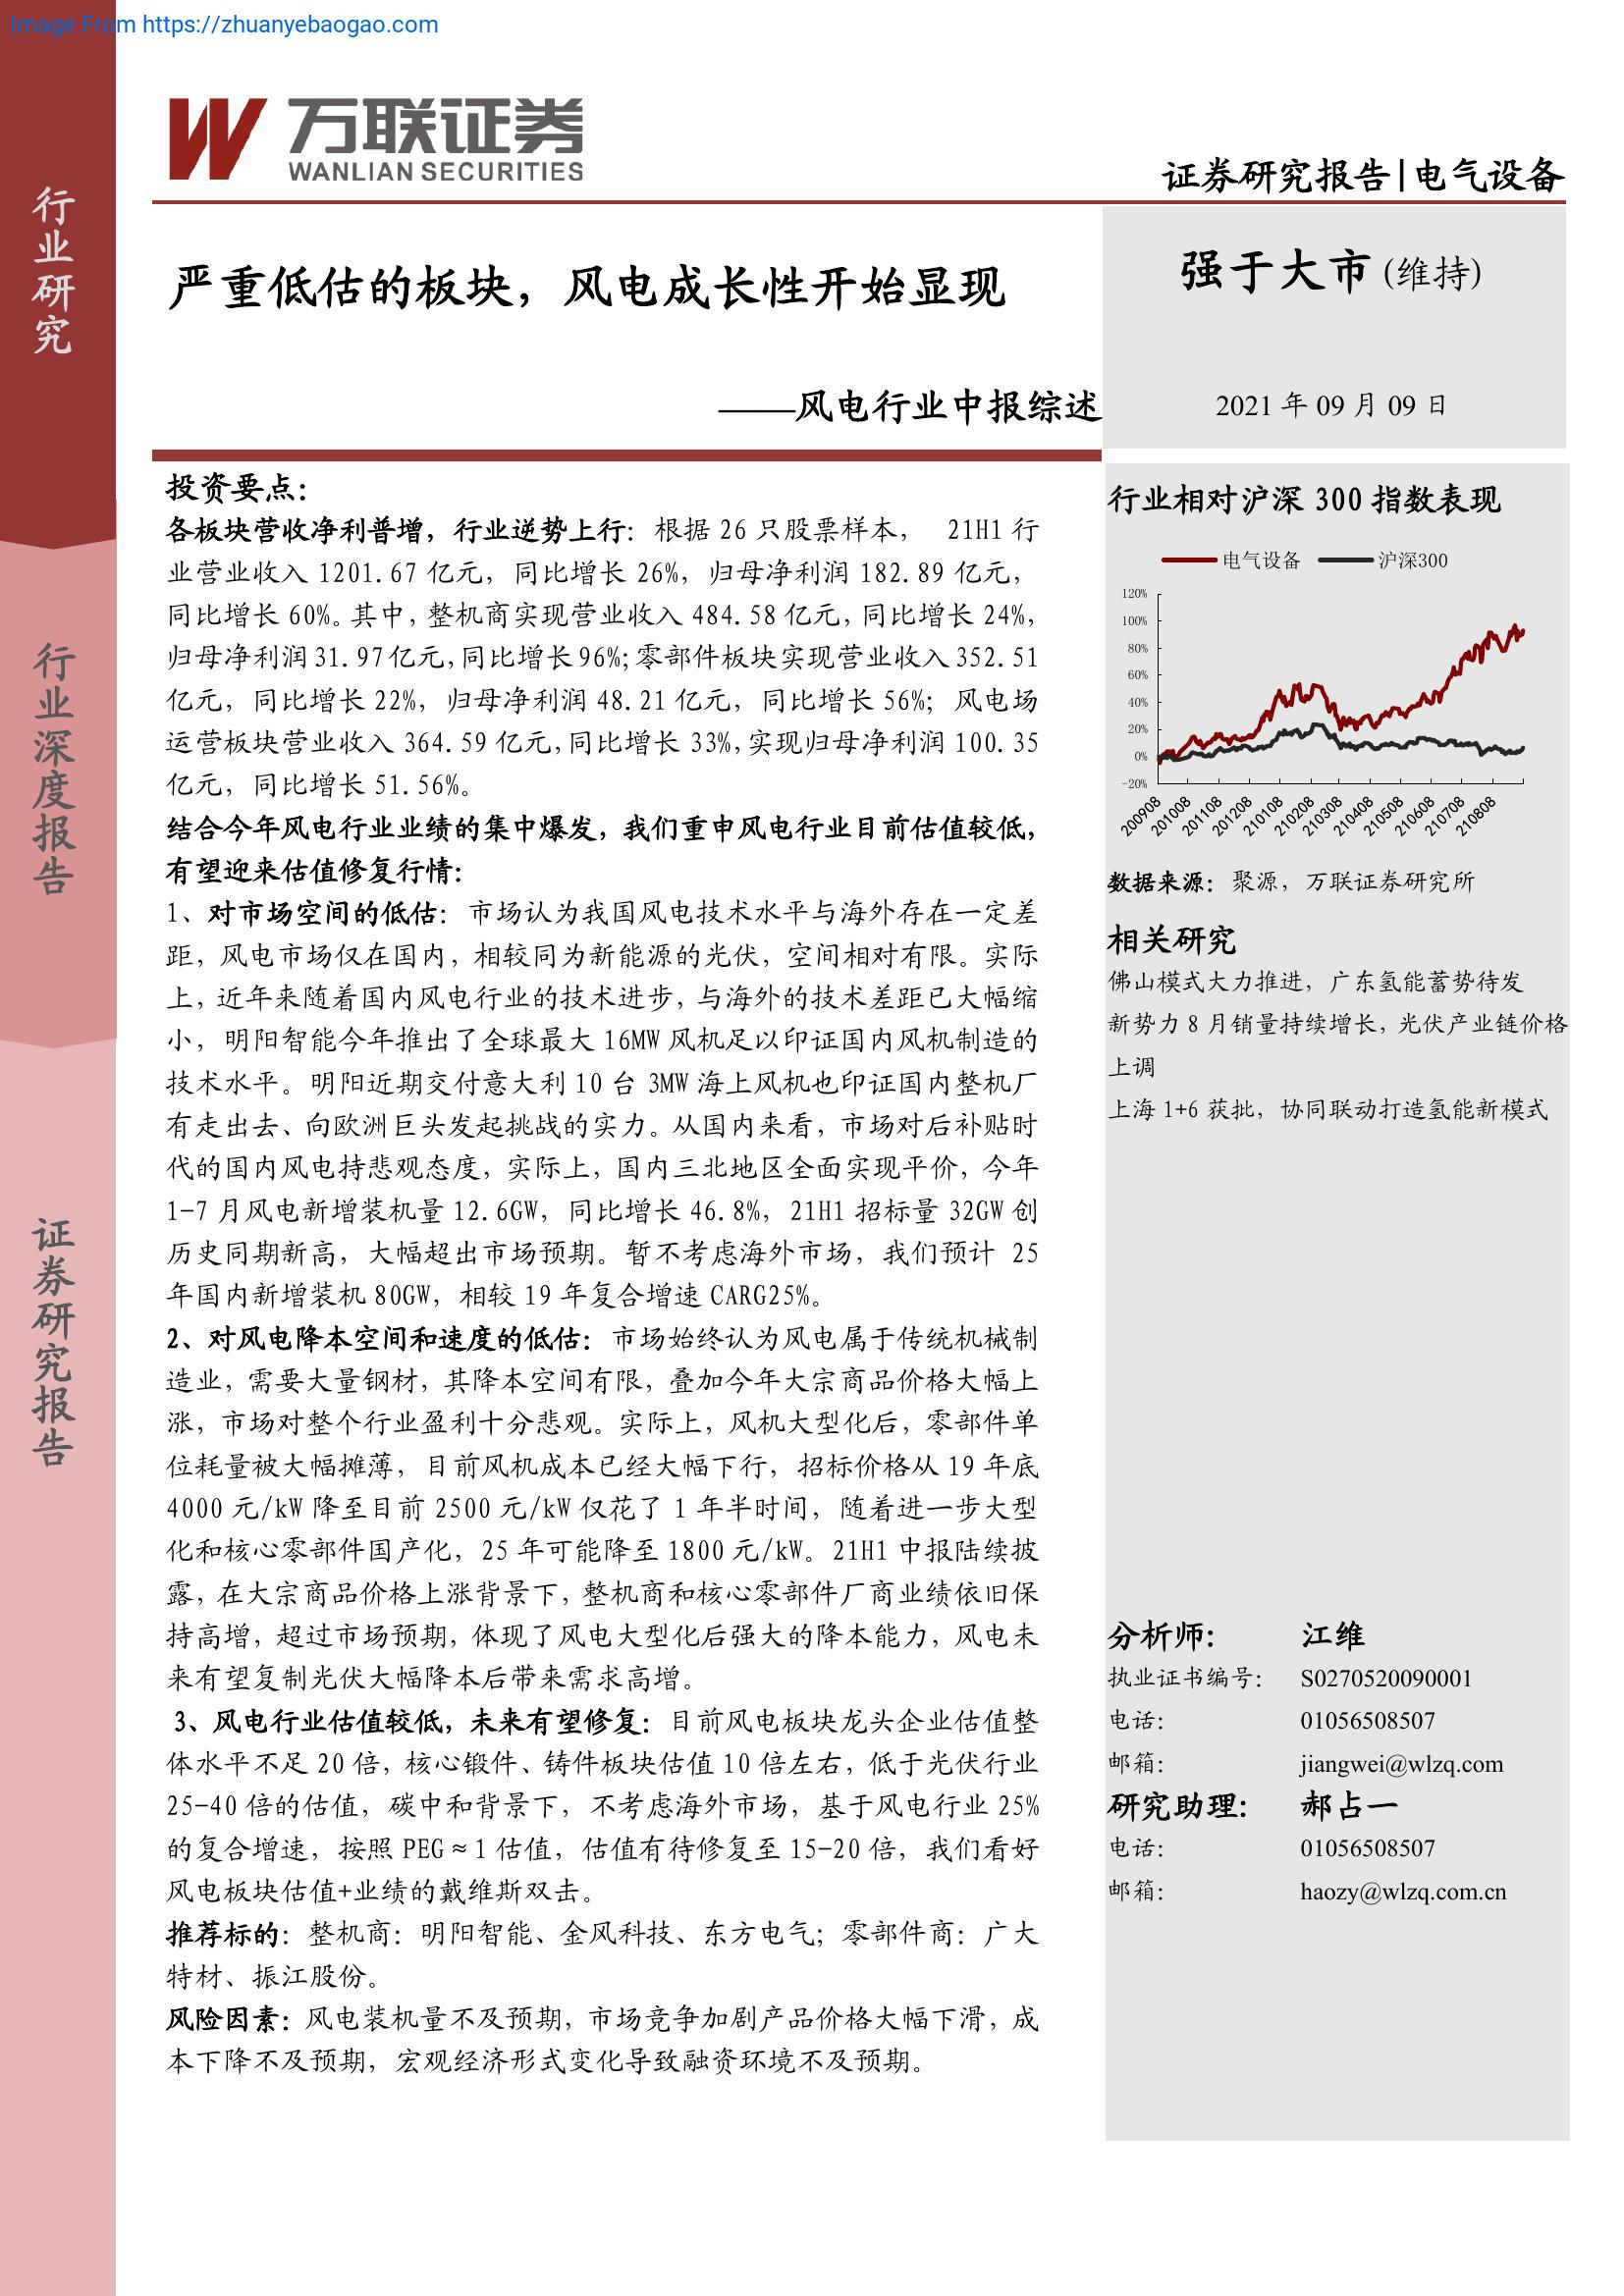 Image From https://zhuanyebaogao.com
万联证券
WANLIAN SECURITIES
证券研究报告|电气设备
行业研究
行业深度报告
证券研究报告
严重低估的板块，风电成长性开始显现
——风电行业中报综述
强于大市(维持)
2021 年 09 月 09 日
投资要点：
各板块营收净利普增，行业逆势上行：根据 26 只股票样本， 21H1 行
业营业收入 1201.67 亿元，同比增长 26%，归母净利润 182.89 亿元，
同比增长 60%。其中，整机商实现营业收入 484.58 亿元，同比增长 24%，
归母净利润 31.97 亿元，同比增长 96%；零部件板块实现营业收入 352.51
亿元，同比增长 22%，归母净利润 48.21 亿元，同比增长 56%；风电场
运营板块营业收入 364.59 亿元，同比增长 33%，实现归母净利润 100.35
亿元，同比增长 51.56%。
结合今年风电行业业绩的集中爆发，我们重申风电行业目前估值较低，
有望迎来估值修复行情：
1、对市场空间的低估：市场认为我国风电技术水平与海外存在一定差
距，风电市场仅在国内，相较同为新能源的光伏，空间相对有限。实际
上，近年来随着国内风电行业的技术进步，与海外的技术差距已大幅缩
小，明阳智能今年推出了全球最大 16MW 风机足以印证国内风机制造的
技术水平。明阳近期交付意大利 10 台 3MW 海上风机也印证国内整机厂
有走出去、向欧洲巨头发起挑战的实力。从国内来看，市场对后补贴时
代的国内风电持悲观态度，实际上，国内三北地区全面实现平价，今年
1-7 月风电新增装机量 12.6GW，同比增长 46.8%，21H1 招标量 32GW 创
历史同期新高，大幅超出市场预期。暂不考虑海外市场，我们预计 25
年国内新增装机 80GW，相较 19 年复合增速 CARG25%。
2、对风电降本空间和速度的低估：市场始终认为风电属于传统机械制
造业，需要大量钢材，其降本空间有限，叠加今年大宗商品价格大幅上
涨，市场对整个行业盈利十分悲观。实际上，风机大型化后，零部件单
位耗量被大幅摊薄，目前风机成本已经大幅下行，招标价格从 19 年底
4000 元/kW 降至目前 2500 元/kW 仅花了 1 年半时间，随着进一步大型
化和核心零部件国产化，25 年可能降至 1800 元/kW。21H1 中报陆续披
露，在大宗商品价格上涨背景下，整机商和核心零部件厂商业绩依旧保
持高增，超过市场预期，体现了风电大型化后强大的降本能力，风电未
来有望复制光伏大幅降本后带来需求高增。
3、风电行业估值较低，未来有望修复：目前风电板块龙头企业估值整
体水平不足 20 倍，核心锻件、铸件板块估值 10 倍左右，低于光伏行业
25-40 倍的估值，碳中和背景下，不考虑海外市场，基于风电行业 25%
的复合增速，按照 PEG≈1 估值，估值有待修复至 15-20 倍，我们看好
风电板块估值+业绩的戴维斯双击。
推荐标的：整机商：明阳智能、金风科技、东方电气；零部件商：广大
特材、振江股份。
风险因素：风电装机量不及预期，市场竞争加剧产品价格大幅下滑，成
本下降不及预期，宏观经济形式变化导致融资环境不及预期。
行业相对沪深 300 指数表现
电气设备 沪深300
120%
100%
80%
60%
40%
20%
0%
-20%
200908 201008 201108 201208 210108 210208 210308 210408 210508 210608 210708 210808
数据来源：聚源，万联证券研究所
相关研究
佛山模式大力推进，广东氢能蓄势待发
新势力 8 月销量持续增长，光伏产业链价格
上调
上海 1+6 获批，协同联动打造氢能新模式
分析师: 江维
执业证书编号: S0270520090001
电话: 01056508507
邮箱: jiangwei@wlzq.com
研究助理: 郝占一
电话: 01056508507
邮箱: haozy@wlzq.com.cn